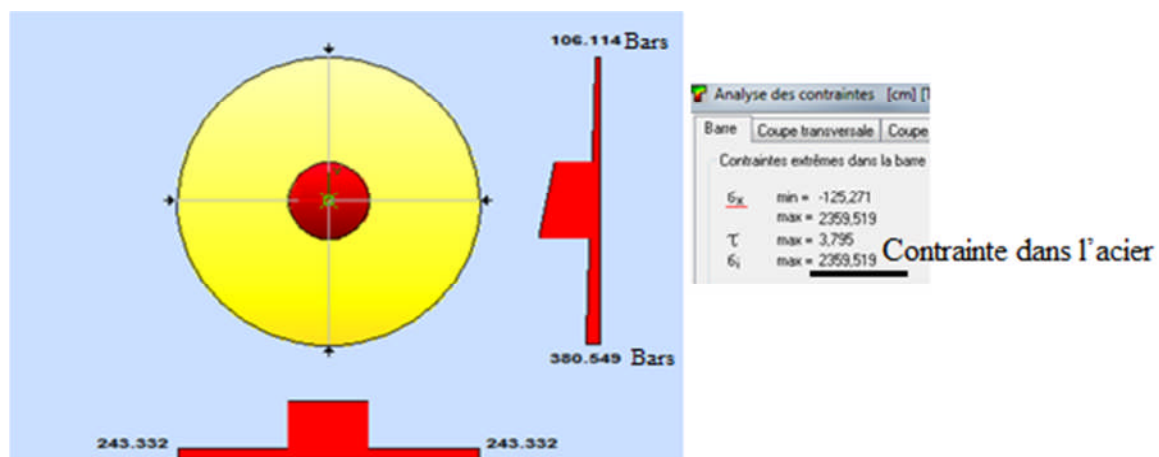 106.114 Bars
380.549 Bars
243.332
243.332
Analyse des contraintes [cm]
Barre
Coupe transversale
Coupe
Contraintes extrêmes dans la barre
σx min = -125,271
max = 2359,519
τ max = 3,795
σi max = 2359,519
Contrainte dans l'acier